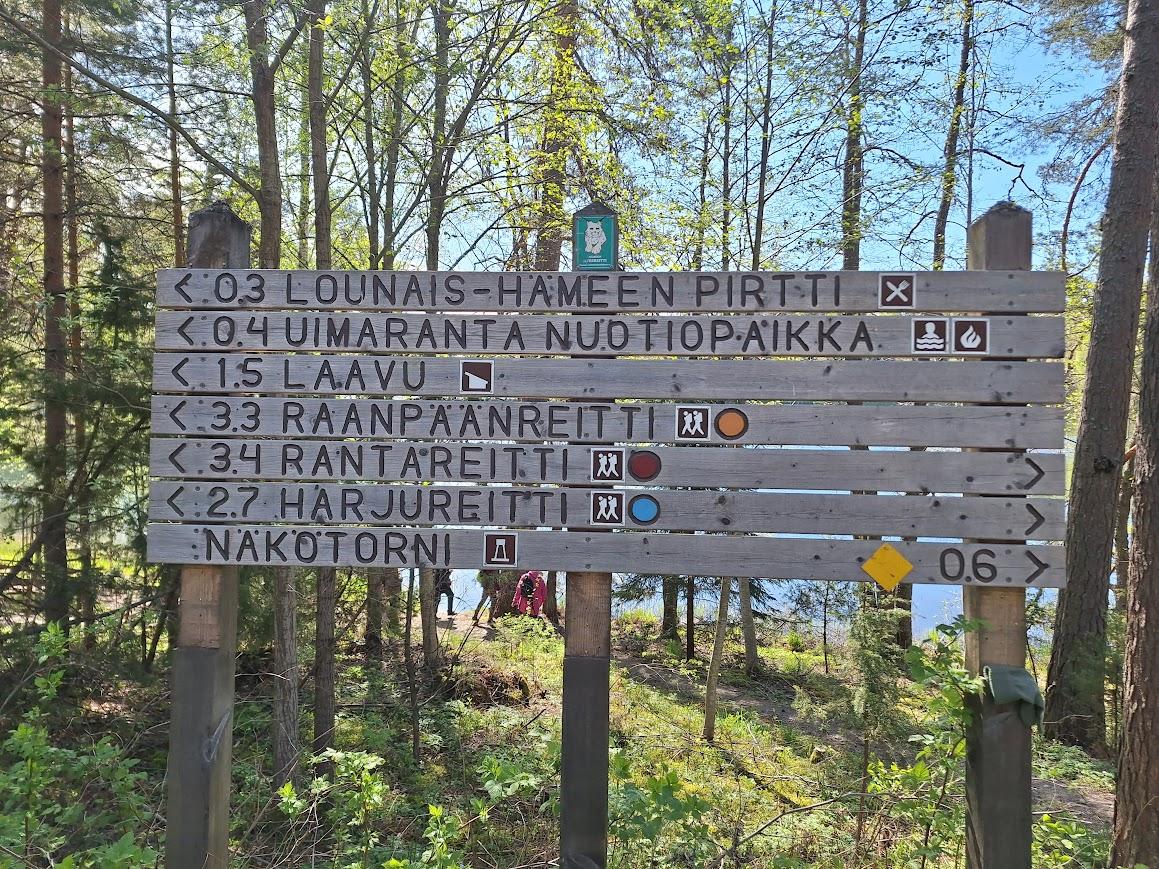 < 0.3 LOUNAIS-HÄMEEN PIRTTI
< 0.4 UIMARANTA NUOTIOPAIKKA
< 1.5 LAAVU
< 3.3 RAANPÄÄNREITTI
< 3.4 RANTAREITTI >
< 2.7 HARJUREITTI >
NÄKÖTORNI 0.6 >